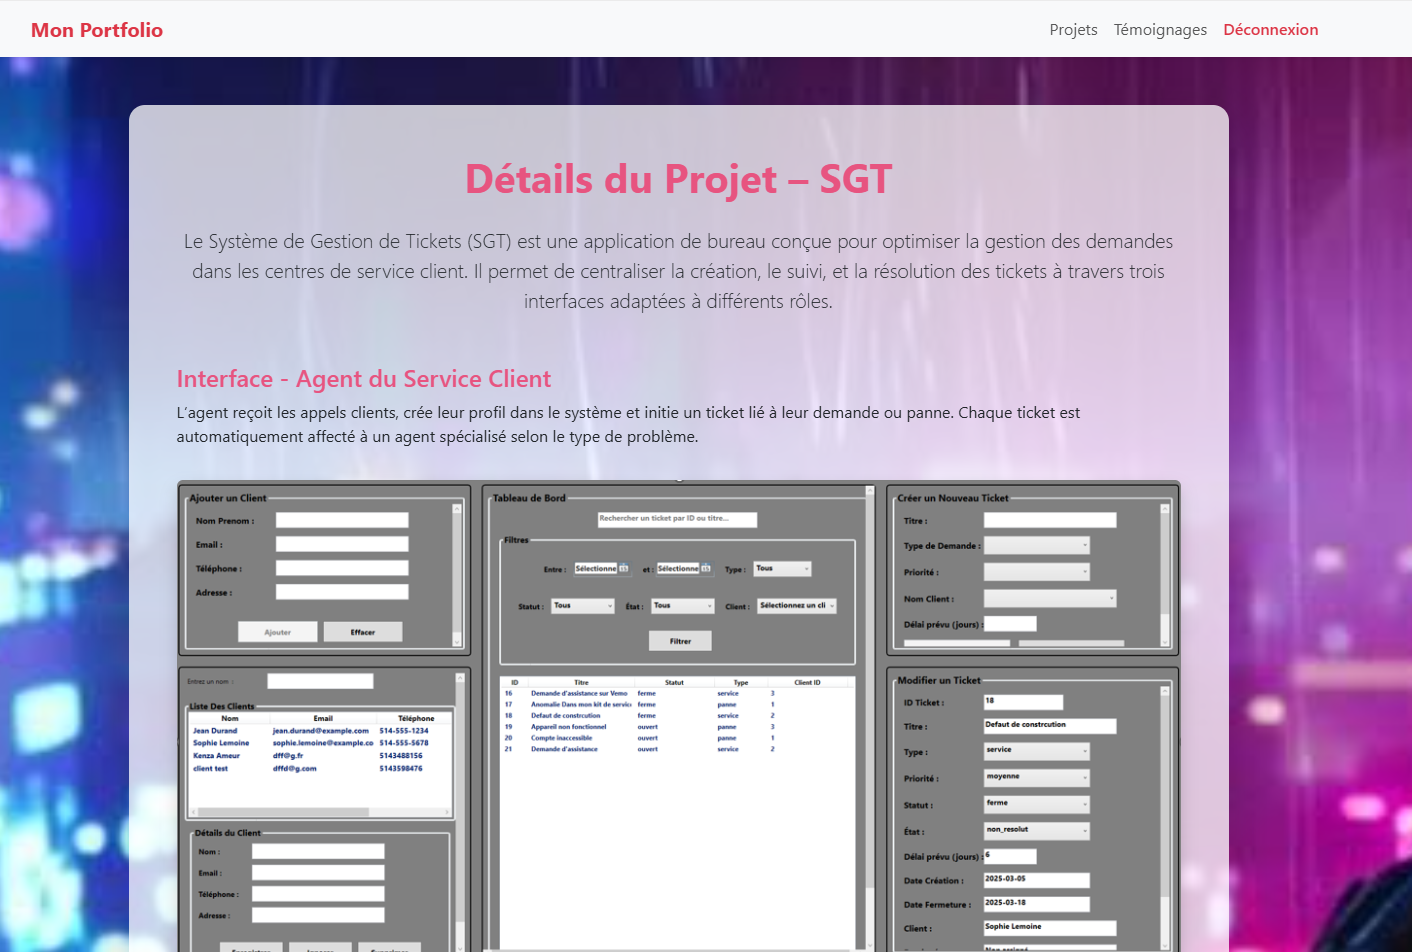 Mon Portfolio
Projets Témoignages Déconnexion
Détails du Projet – SGT
Le Système de Gestion de Tickets (SGT) est une application de bureau conçue pour optimiser la gestion des demandes
dans les centres de service client. Il permet de centraliser la création, le suivi, et la résolution des tickets à travers trois
interfaces adaptées à différents rôles.
Interface - Agent du Service Client
L'agent reçoit les appels clients, crée leur profil dans le système et initie un ticket lié à leur demande ou panne. Chaque ticket est
automatiquement affecté à un agent spécialisé selon le type de problème.
Ajouter un Client
Nom Prenom :
Email :
Téléphone :
Adresse :
Ajouter Effacer
Entrez un nom :
Liste Des Clients
Nom Email Téléphone
Jean Durand jean.durand@example.com 514-555-1234
Sophie Lemoine sophie.lemoine@example.co 514-555-5678
Kenza Ameur dff@g.fr 5143488156
client test dffd@g.com 5143598476
Détails du Client
Nom :
Email :
Téléphone :
Adresse :
Enregistrer Ignorer Supprimer
Tableau de Bord
Rechercher un ticket par ID ou titre...
Filtres
Entre : Sélectionne 15 et : Sélectionne 15 Type : Tous
Statut : Tous État : Tous Client : Sélectionnez un cli
Filtrer
ID Titre Statut Type Client ID
16 Demande d'assistance sur Vemo ferme service 3
17 Anomalie Dans mon kit de servic ferme panne 1
18 Defaut de constrcution ferme service 2
19 Appareil non fonctionnel ouvert panne 3
20 Compte inaccessible ouvert panne 1
21 Demande d'assistance ouvert service 2
Créer un Nouveau Ticket
Titre :
Type de Demande :
Priorité :
Nom Client :
Délai prévu (jours) :
Modifier un Ticket
ID Ticket : 18
Titre : Defaut de constrcution
Type : service
Priorité : moyenne
Statut : ferme
État : non_resolut
Délai prévu (jours) : 6
Date Création : 2025-03-05
Date Fermeture : 2025-03-18
Client : Sophie Lemoine
Non assigné